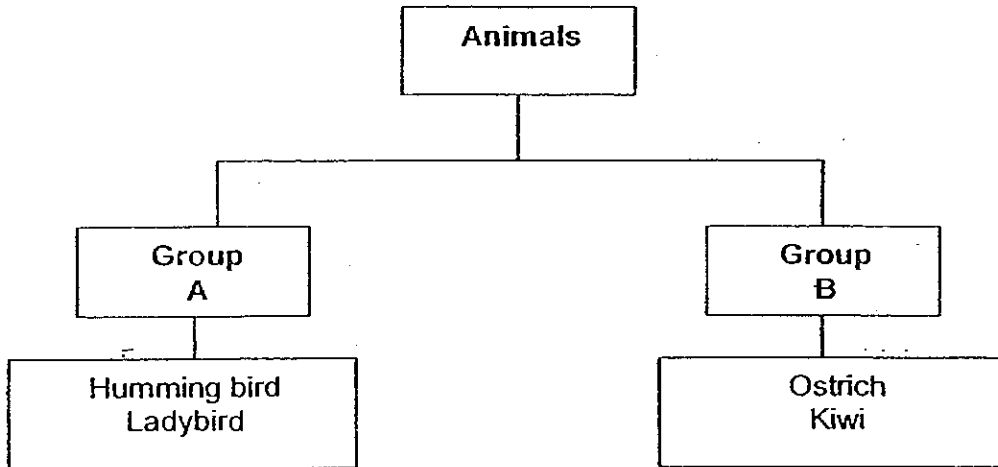 Animals
Group
A
Group
B
Humming bird
Ladybird
Ostrich
Kiwi